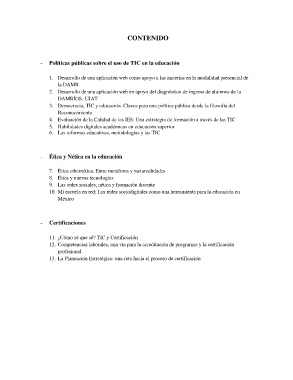 CONTENIDO
- Políticas públicas sobre el uso de TIC en la educación
1. Desarrollo de una aplicación web como apoyo a las materias en la modalidad presencial de
la DAMR
2. Desarrollo de una aplicación web en apoyo del diagnóstico de ingreso de alumnos de la
DAMRIOS- UJAT
3. Democracia, TIC y educación. Claves para una política pública desde la filosofía del
Reconocimiento
4. Evaluación de la Calidad de las IES: Una estrategia de formación a través de las TIC
5. Habilidades digitales académicas en educación superior
6. Las reformas educativas, metodologías y las TIC
- Ética y Nética en la educación
7. Ética cibernética. Entre metáforas y metarealidades
8. Ética y nuevas tecnologías
9. Las redes sociales, nética y formación docente
10. Mi escuela en red: Las redes sociodigitales como una herramienta para la educación en
México
- Certificaciones
11. ¿Cómo sé que sé? TIC y Certificación
12. Competencias laborales, una vía para la acreditación de programas y la certificación
profesional
13. La Planeación Estratégica: una ruta hacia el proceso de certificación